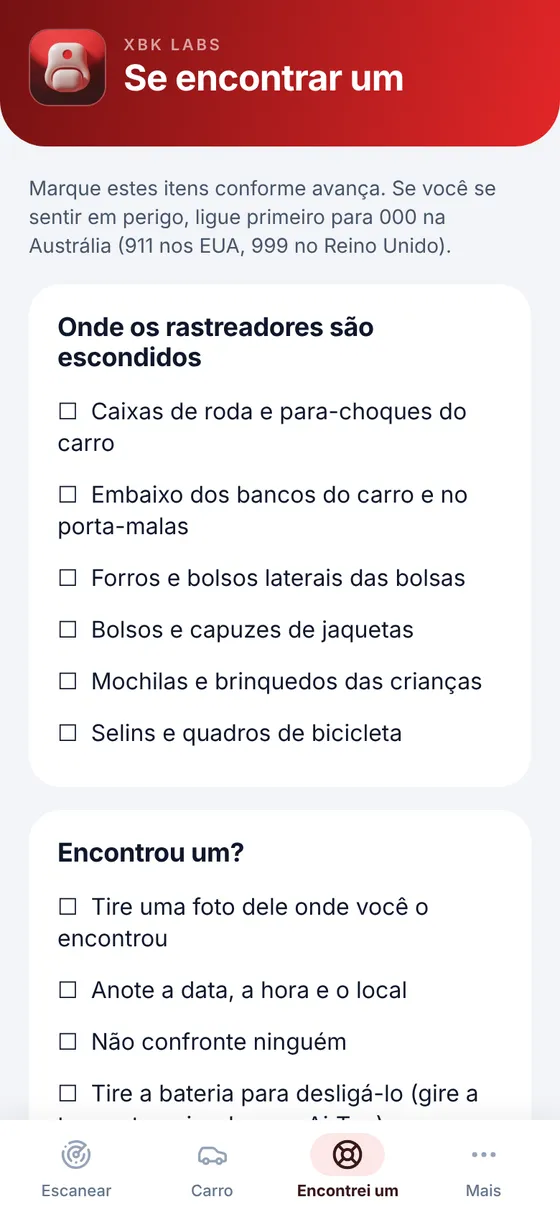 XBK LABS
Se encontrar um
Marque estes itens conforme avança. Se você se
sentir em perigo, ligue primeiro para 000 na
Austrália (911 nos EUA, 999 no Reino Unido).
Onde os rastreadores são
escondidos
☐ Caixas de roda e para-choques do
carro
☐ Embaixo dos bancos do carro e no
porta-malas
☐ Forros e bolsos laterais das bolsas
☐ Bolsos e capuzes de jaquetas
☐ Mochilas e brinquedos das crianças
☐ Selins e quadros de bicicleta
Encontrou um?
☐ Tire uma foto dele onde você o
encontrou
☐ Anote a data, a hora e o local
☐ Não confronte ninguém
☐ Tire a bateria para desligá-lo (gire a
Escanear
Carro
Encontrei um
Mais